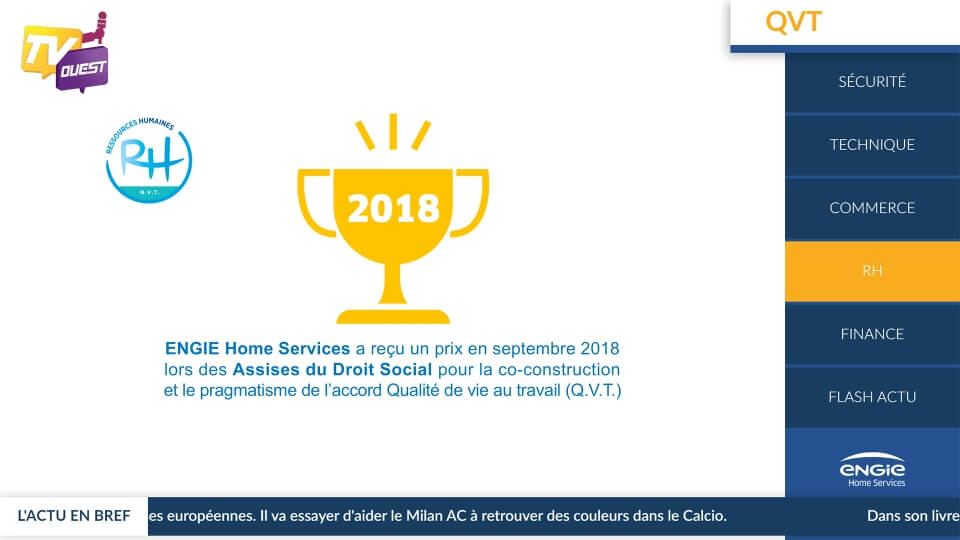 TV
OUEST
QVT
RESSOURCES HUMAINES
RH
Q.V.T.
2018
ENGIE Home Services a reçu un prix en septembre 2018
lors des Assises du Droit Social pour la co-construction
et le pragmatisme de l'accord Qualité de vie au travail (Q.V.T.)
SÉCURITÉ
TECHNIQUE
COMMERCE
RH
FINANCE
FLASH ACTU
ENGIE
Home Services
L'ACTU EN BREF es européennes. Il va essayer d'aider le Milan AC à retrouver des couleurs dans le Calcio. Dans son livre